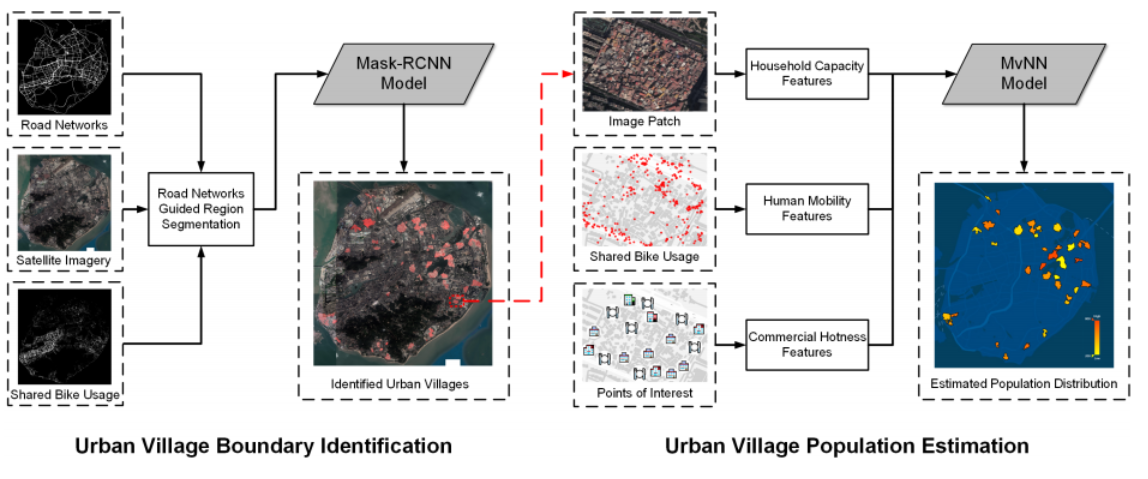 Road Networks
Satellite Imagery
Shared Bike Usage
Road Networks
Guided Region
Segmentation
Mask-RCNN
Model
Identified Urban Villages
Urban Village Boundary Identification
Image Patch
Shared Bike Usage
Points of Interest
Household Capacity
Features
Human Mobility
Features
Commercial Hotness
Features
MvNN
Model
Estimated Population Distribution
Urban Village Population Estimation